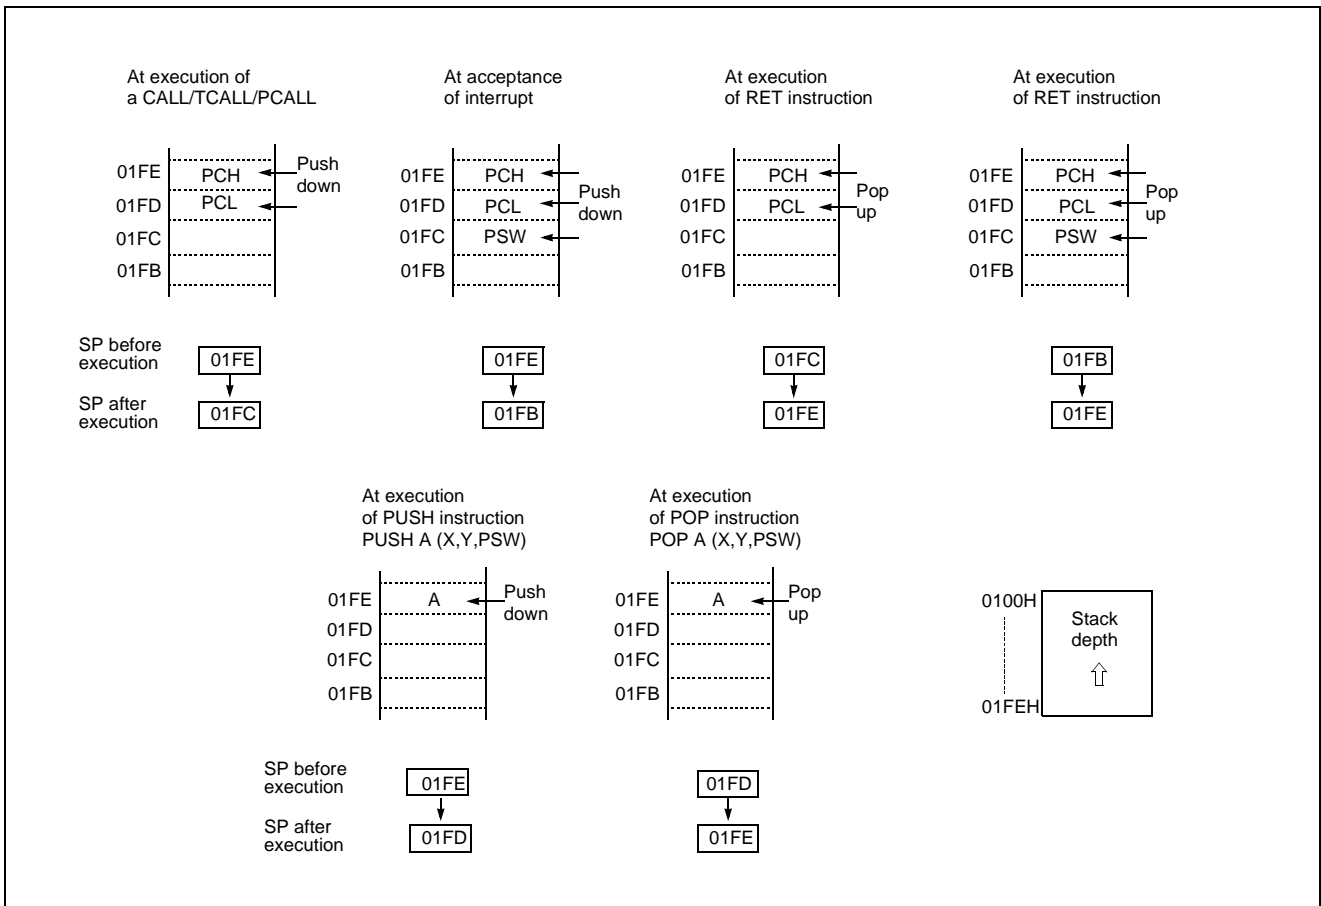 At execution of
a CALL/TCALL/PCALL
01FE
PCH
Push
down
01FD
PCL
01FC
01FB
At acceptance
of interrupt
01FE
PCH
01FD
PCL
Push
down
01FC
PSW
01FB
At execution
of RET instruction
01FE
PCH
01FD
PCL
Pop
up
01FC
01FB
At execution
of RET instruction
01FE
PCH
01FD
PCL
Pop
up
01FC
PSW
01FB
SP before
execution
01FE
01FE
01FC
01FB
SP after
execution
01FC
01FB
01FE
01FE
At execution
of PUSH instruction
PUSH A (X,Y,PSW)
01FE
A
Push
down
01FD
01FC
01FB
At execution
of POP instruction
POP A (X,Y,PSW)
01FE
A
Pop
up
01FD
01FC
01FB
0100H
Stack
depth
01FEH
SP before
execution
01FE
01FD
SP after
execution
01FD
01FE